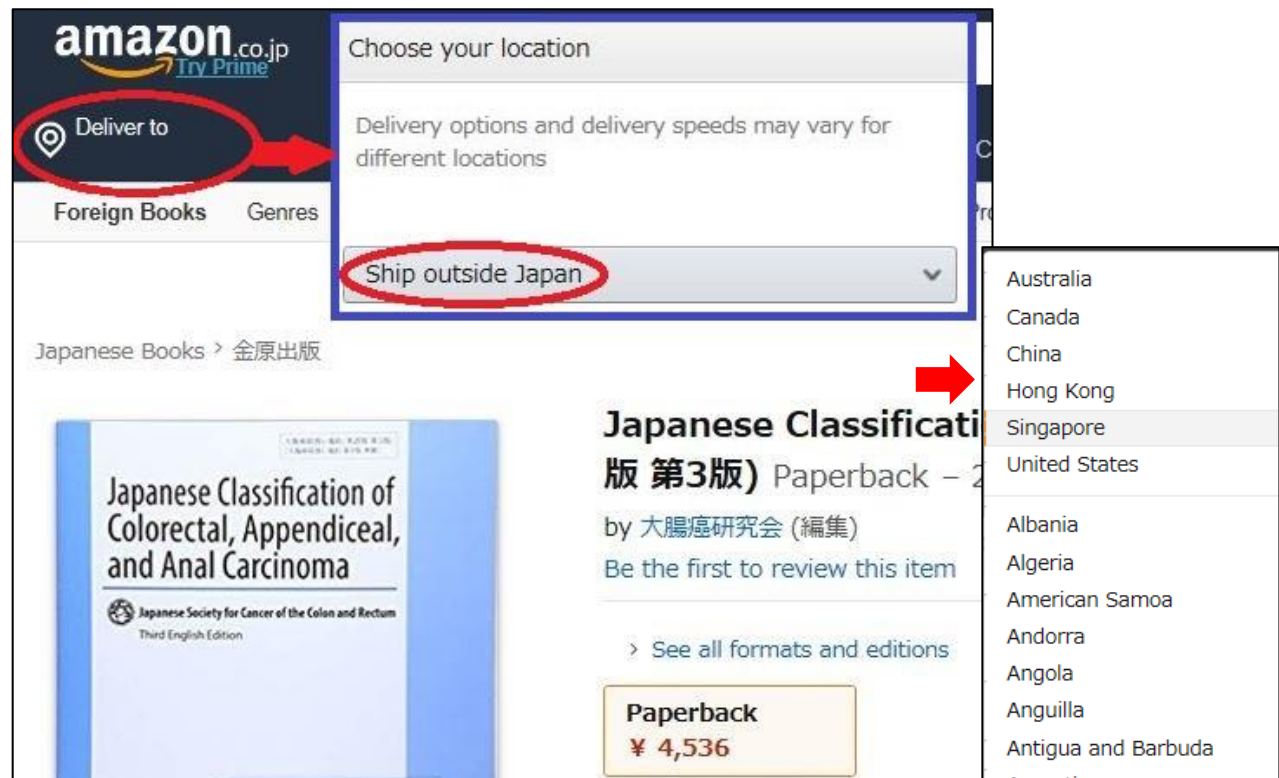 amazon.co.jp
Try Prime
Deliver to
Choose your location
Delivery options and delivery speeds may vary for
different locations
Ship outside Japan
Foreign Books Genres
Japanese Books › 金原出版
Japanese Classification of
Colorectal, Appendiceal,
and Anal Carcinoma
Japanese Society for Cancer of the Colon and Rectum
Third English Edition
Japanese Classificati
版 第3版) Paperback – 2
by 大腸癌研究会 (編集)
Be the first to review this item
› See all formats and editions
Paperback
¥ 4,536
Australia
Canada
China
Hong Kong
Singapore
United States
Albania
Algeria
American Samoa
Andorra
Angola
Anguilla
Antigua and Barbuda